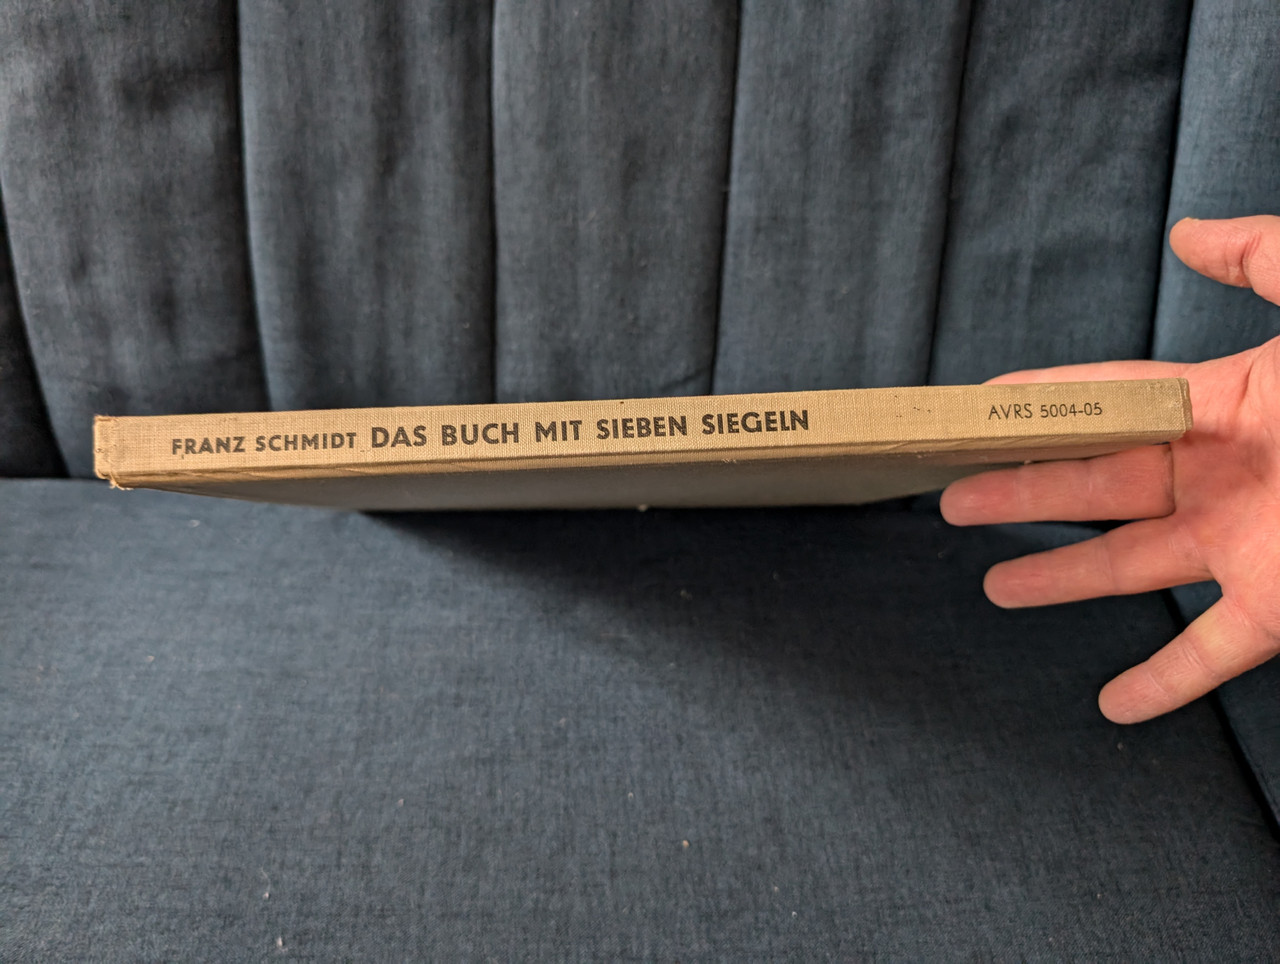 FRANZ SCHMIDT DAS BUCH MIT SIEBEN SIEGELN AVRS 5004-05